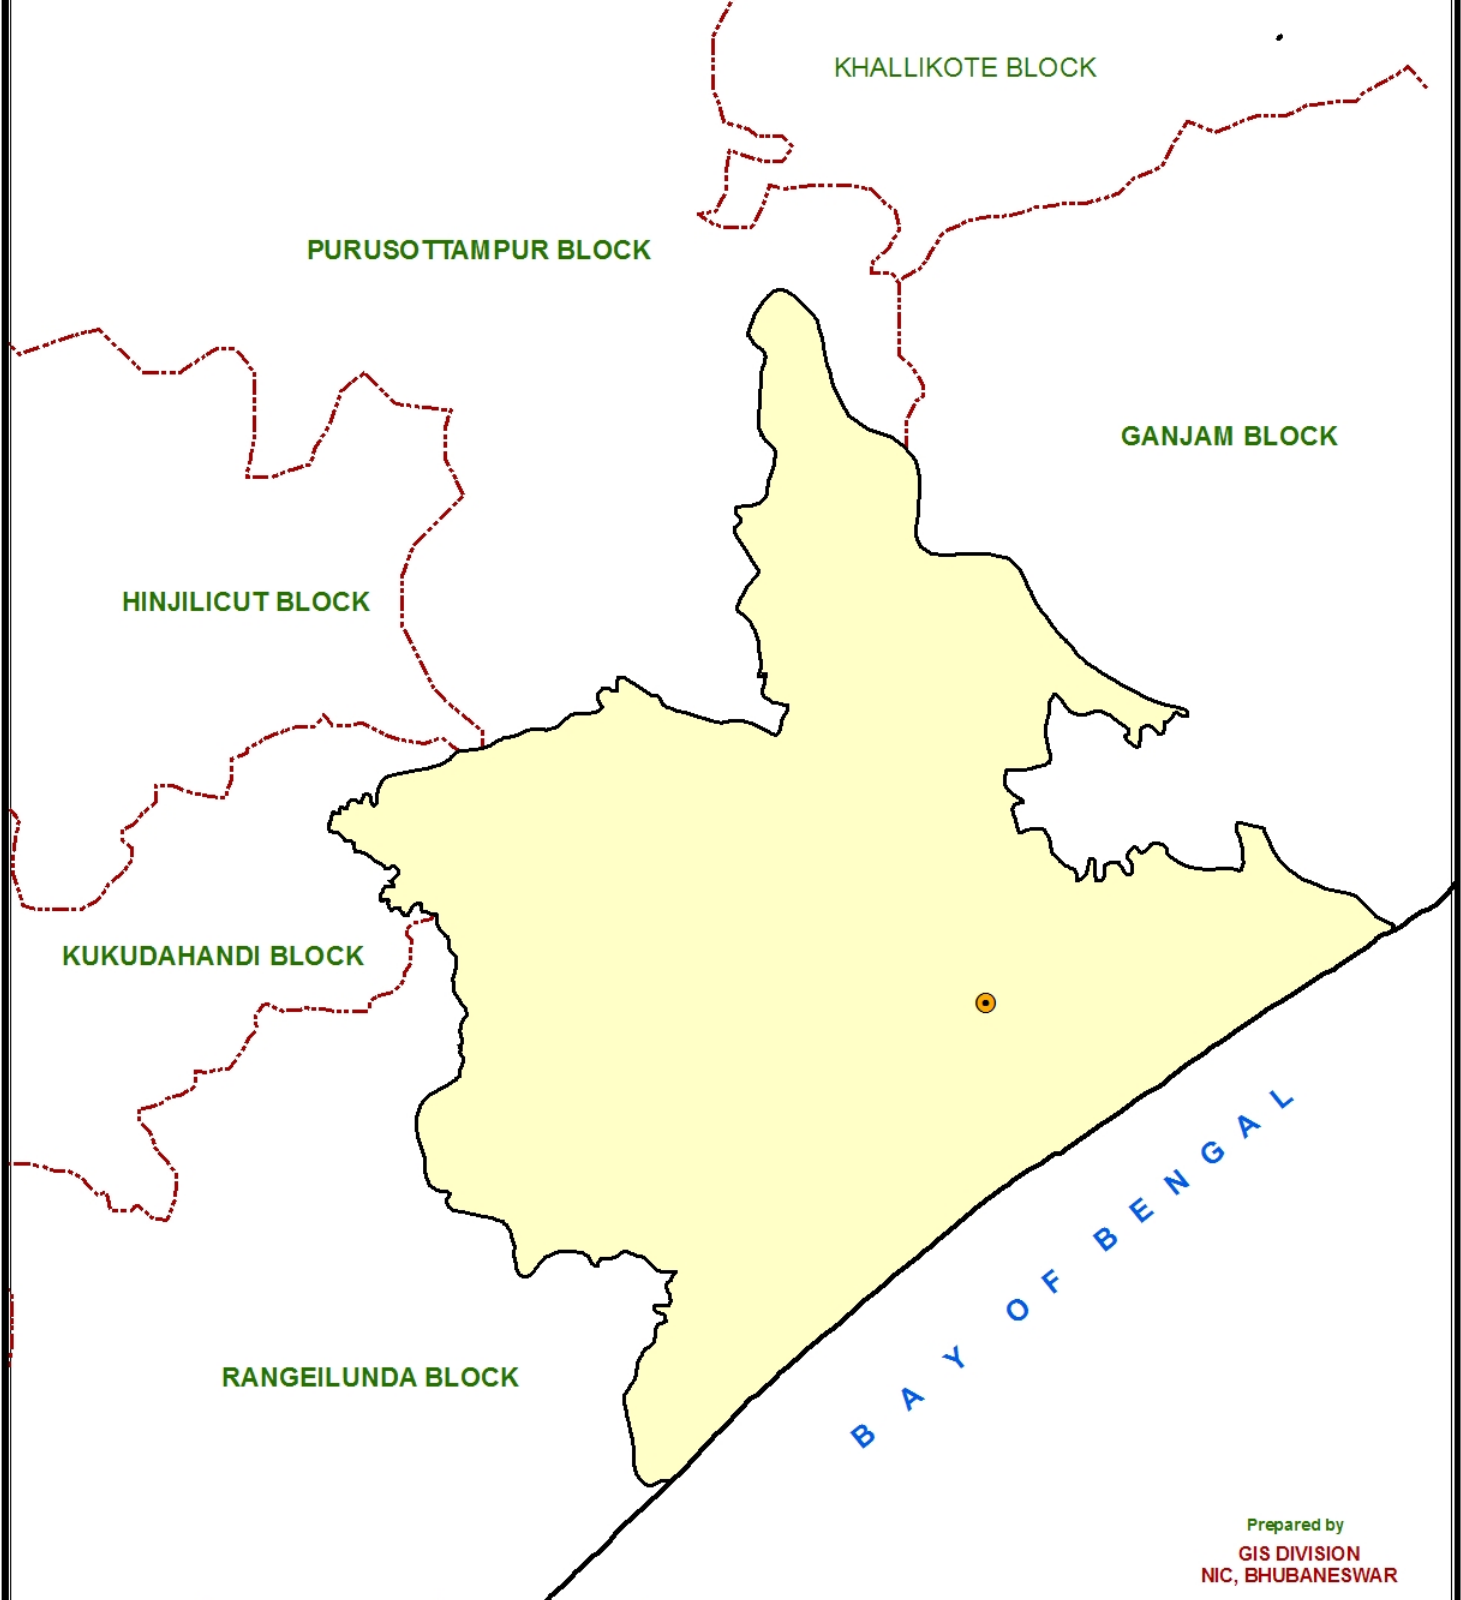 KHALLIKOTE BLOCK
PURUSOTTAMPUR BLOCK
GANJAM BLOCK
HINJILICUT BLOCK
KUKUDAHANDI BLOCK
BAY OF BENGAL
RANGEILUNDA BLOCK
Prepared by
GIS DIVISION
NIC, BHUBANESWAR